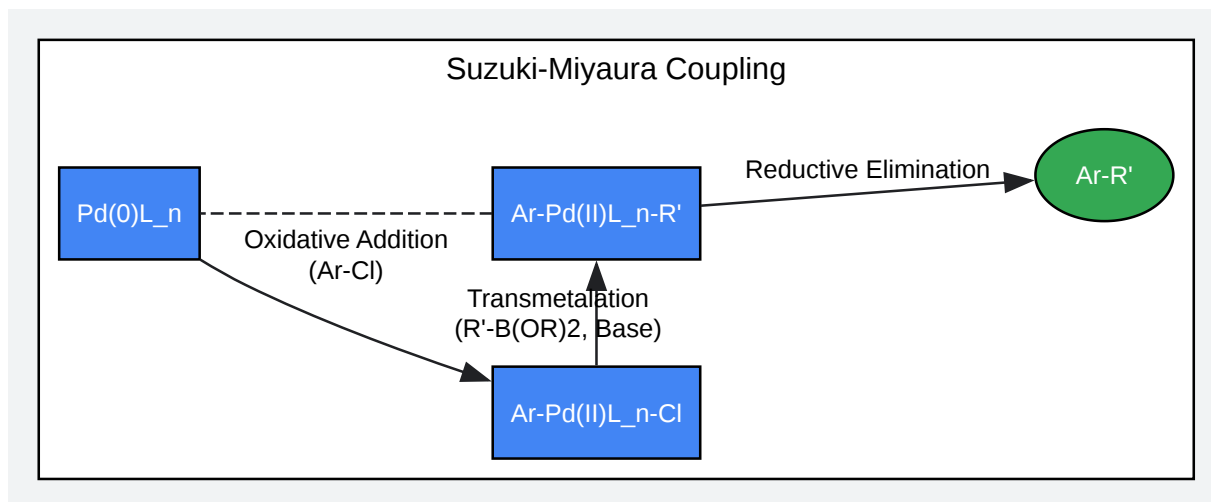 Suzuki-Miyaura Coupling
Pd(0)L_n
Oxidative Addition
(Ar-Cl)
Ar-Pd(II)L_n-R'
Reductive Elimination
Ar-R'
Transmetalation
(R'-B(OR)2, Base)
Ar-Pd(II)L_n-Cl